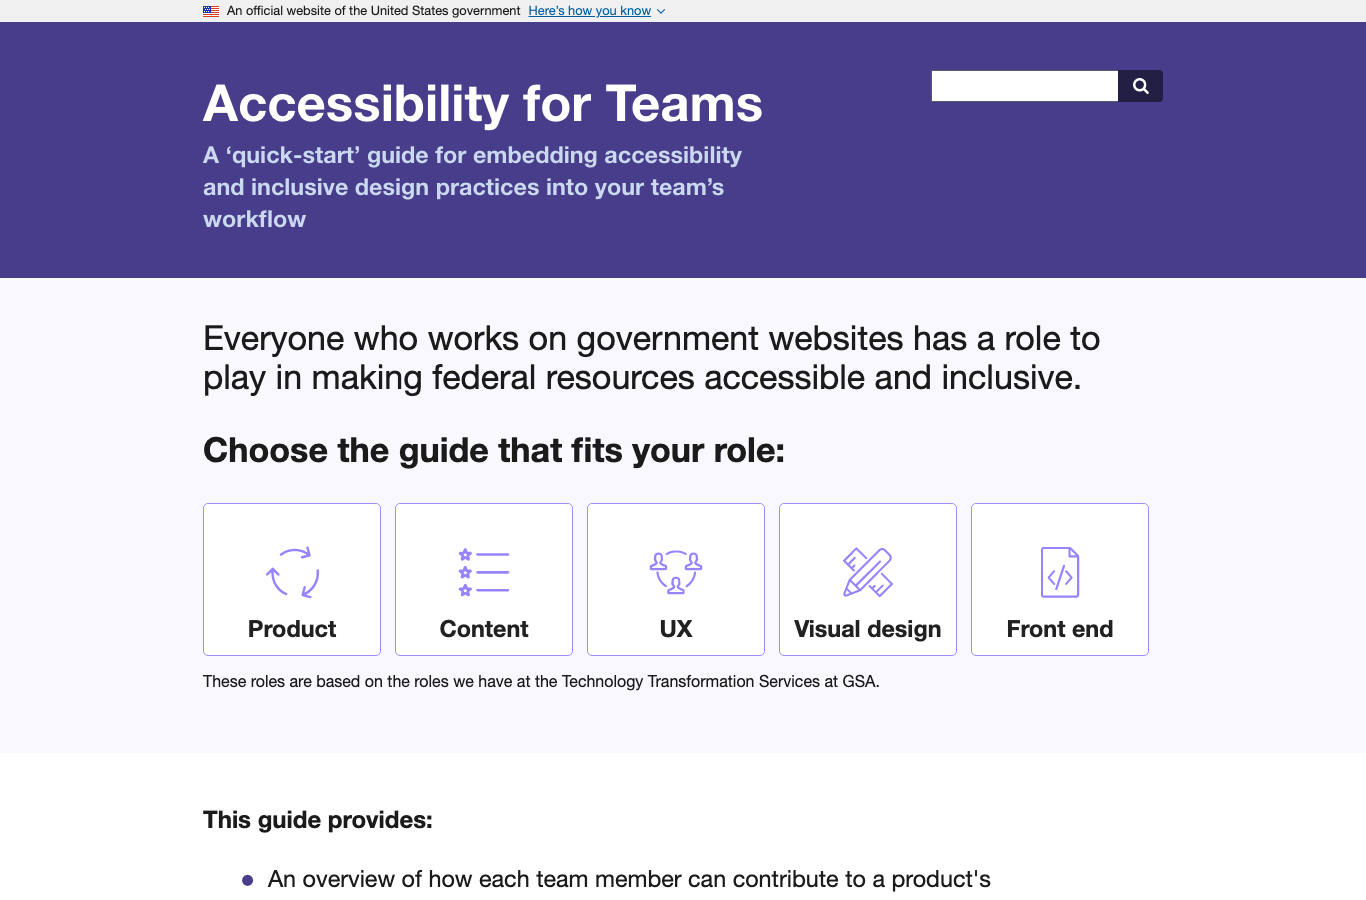 An official website of the United States government Here's how you know
Accessibility for Teams
A ‘quick-start’ guide for embedding accessibility
and inclusive design practices into your team’s
workflow
Everyone who works on government websites has a role to
play in making federal resources accessible and inclusive.
Choose the guide that fits your role:
Product
Content
UX
Visual design
Front end
These roles are based on the roles we have at the Technology Transformation Services at GSA.
This guide provides:
An overview of how each team member can contribute to a product's